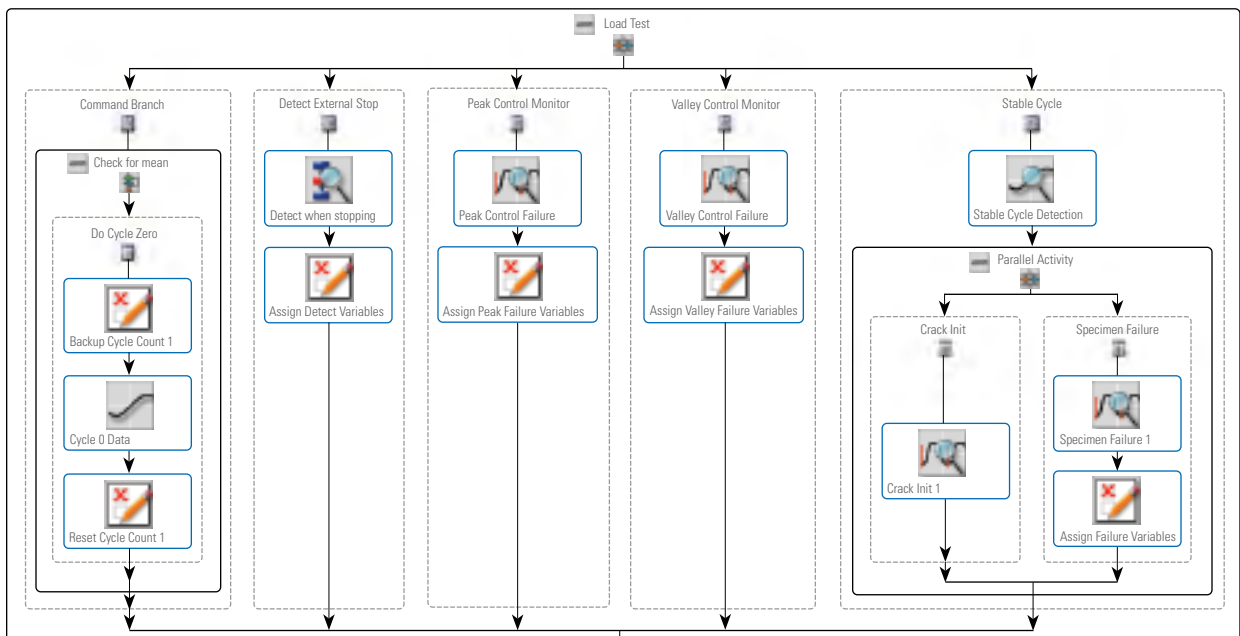 Load Test
Command Branch
Check for mean
Do Cycle Zero
Backup Cycle Count 1
Cycle 0 Data
Reset Cycle Count 1
Detect External Stop
Detect when stopping
Assign Detect Variables
Peak Control Monitor
Peak Control Failure
Assign Peak Failure Variables
Valley Control Monitor
Valley Control Failure
Assign Valley Failure Variables
Stable Cycle
Stable Cycle Detection
Parallel Activity
Crack Init
Crack Init 1
Specimen Failure
Specimen Failure 1
Assign Failure Variables